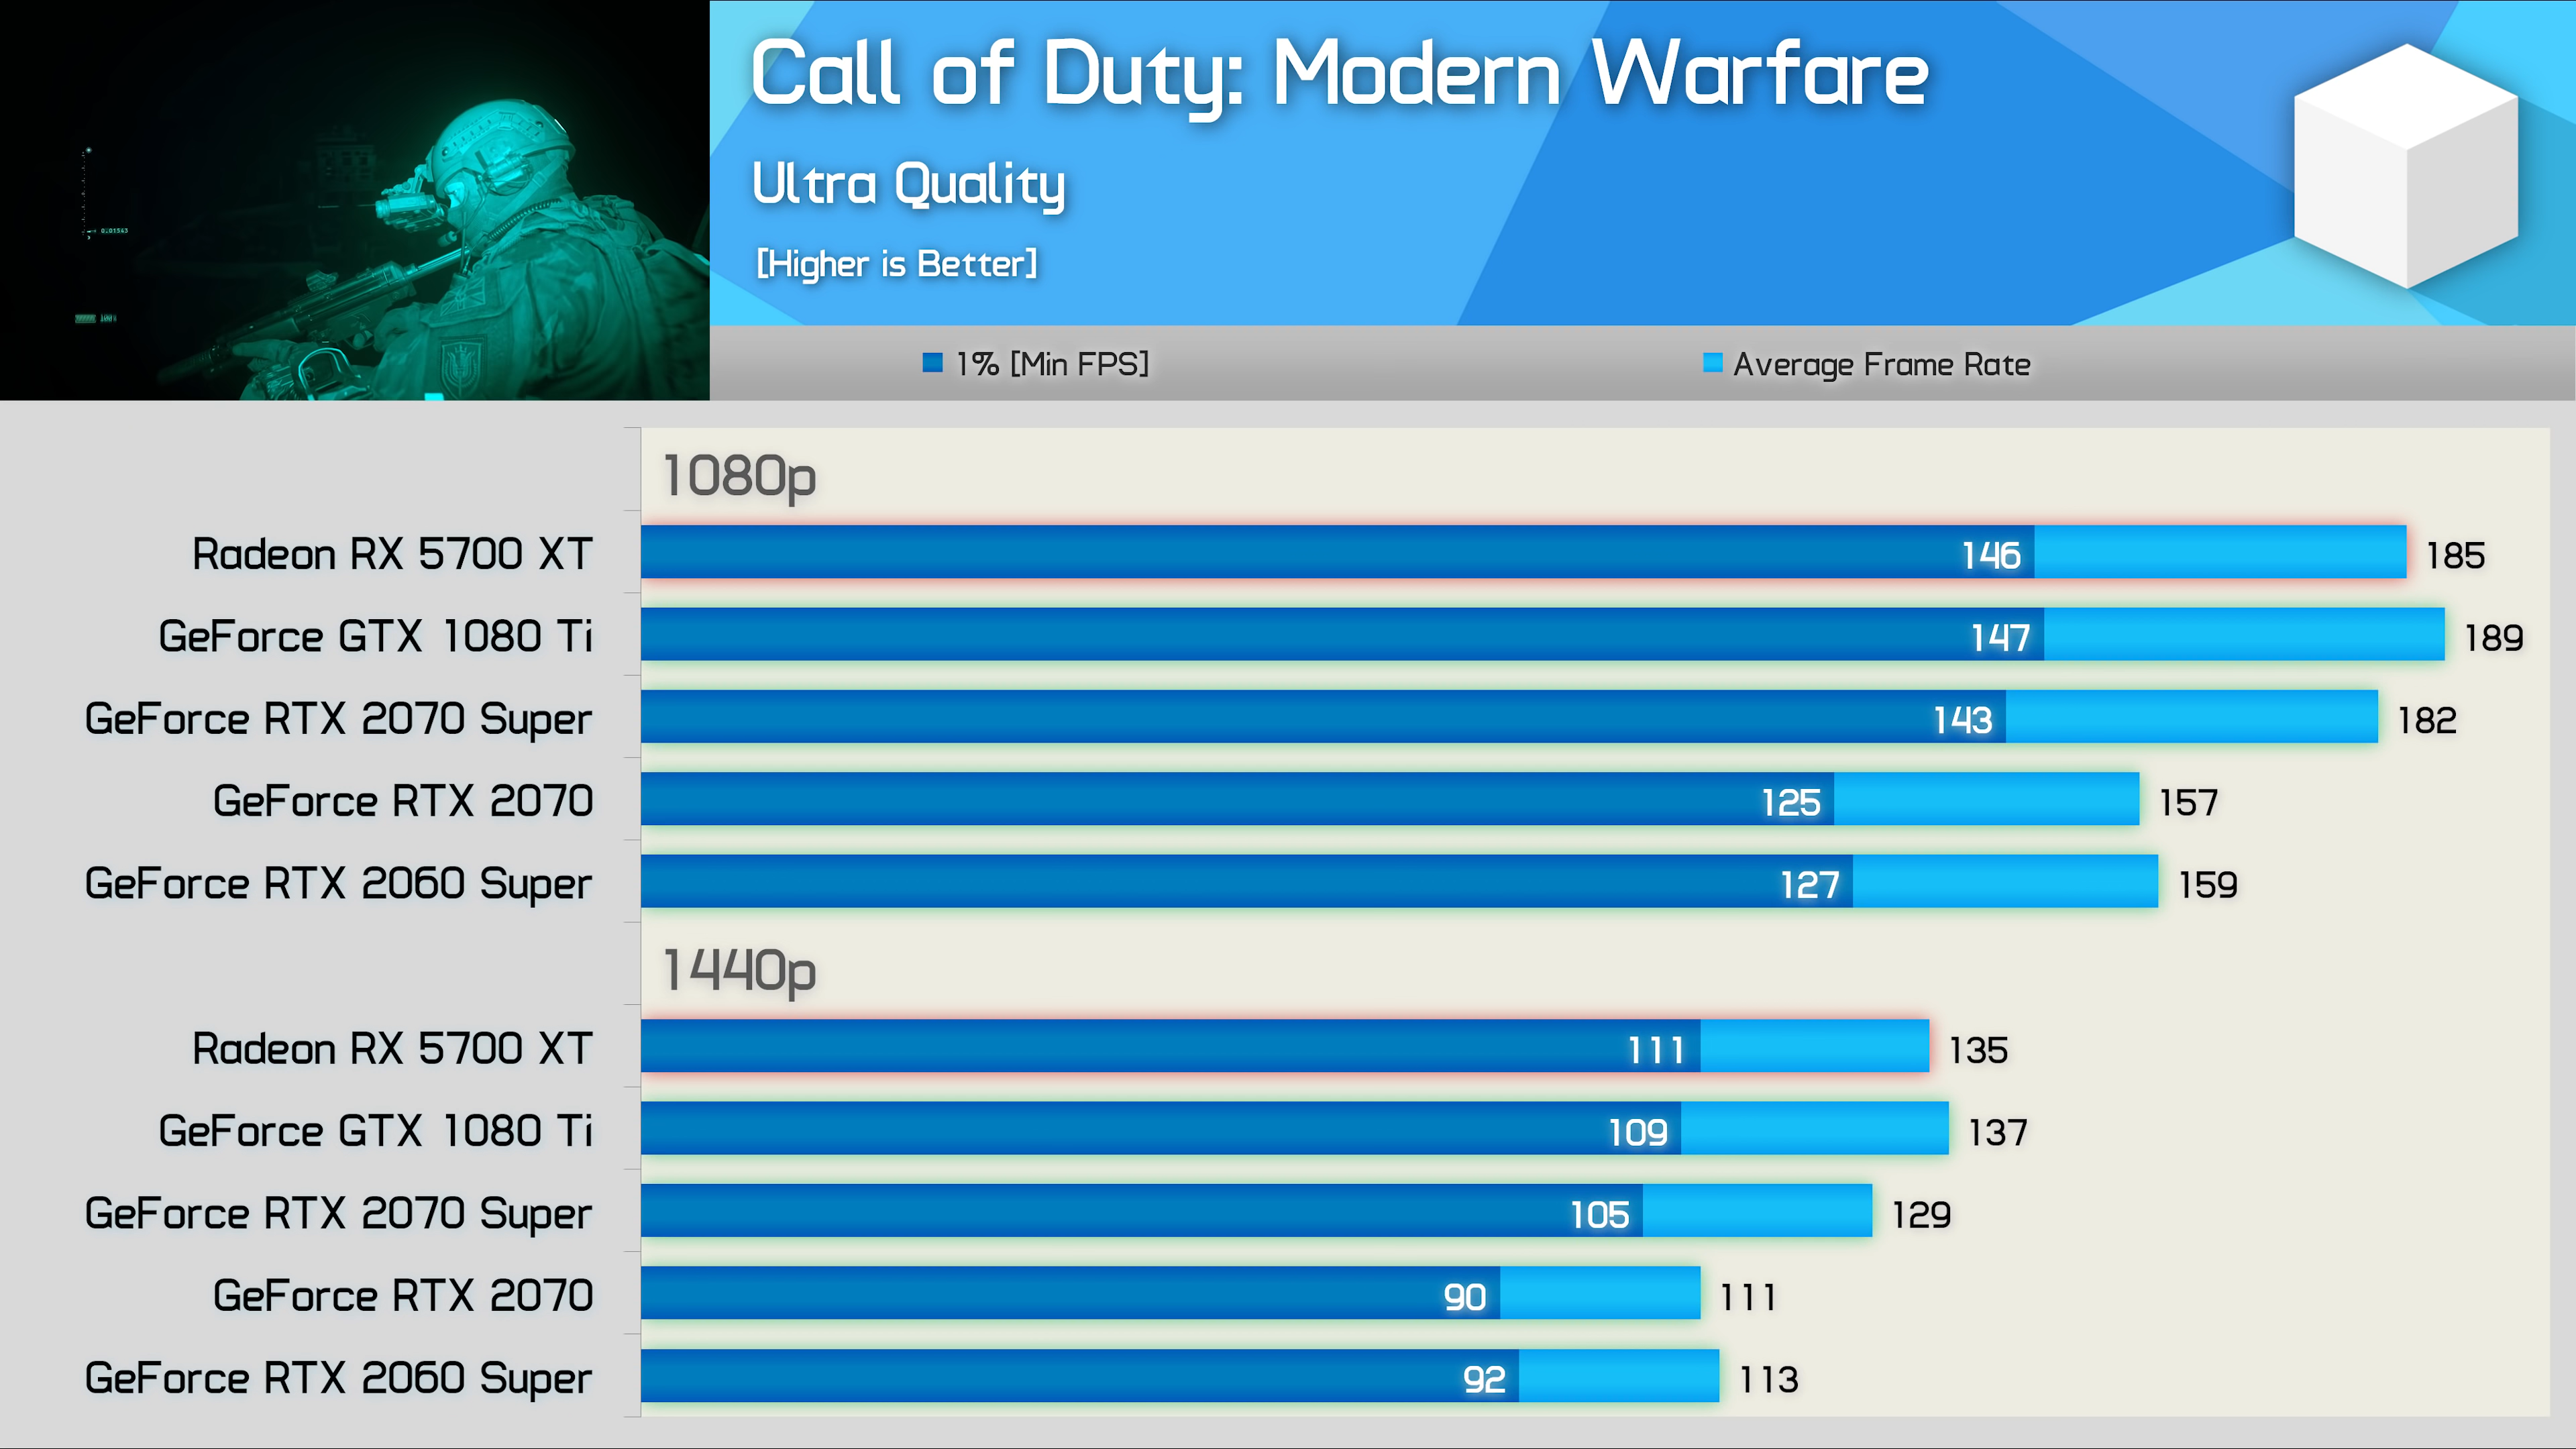 Call of Duty: Modern Warfare
Ultra Quality
[Higher is Better]
1% [Min FPS] Average Frame Rate
1080p
Radeon RX 5700 XT 146 185
GeForce GTX 1080 Ti 147 189
GeForce RTX 2070 Super 143 182
GeForce RTX 2070 125 157
GeForce RTX 2060 Super 127 159
1440p
Radeon RX 5700 XT 111 135
GeForce GTX 1080 Ti 109 137
GeForce RTX 2070 Super 105 129
GeForce RTX 2070 90 111
GeForce RTX 2060 Super 92 113